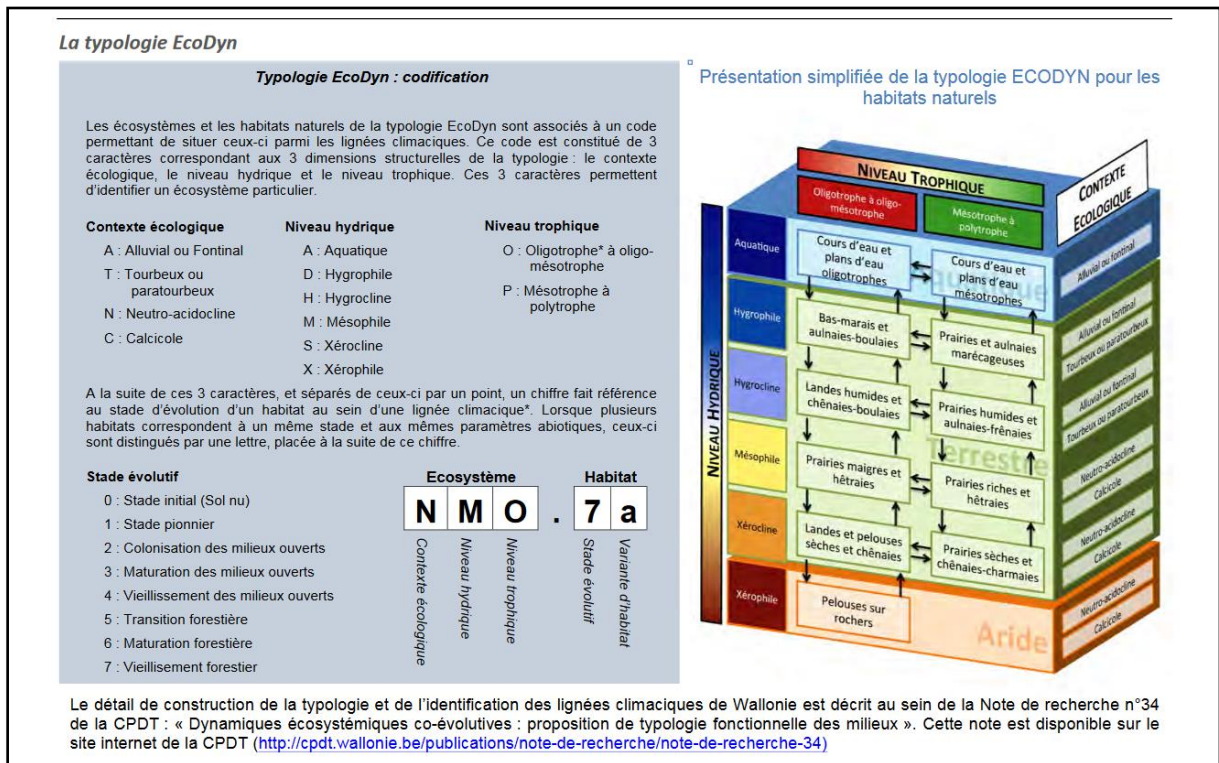 La typologie EcoDyn
Typologie EcoDyn : codification
Les écosystèmes et les habitats naturels de la typologie EcoDyn sont associés à un code
permettant de situer ceux-ci parmi les lignées climaciques. Ce code est constitué de 3
caractères correspondant aux 3 dimensions structurelles de la typologie : le contexte
écologique, le niveau hydrique et le niveau trophique. Ces 3 caractères permettent
d'identifier un écosystème particulier.
Contexte écologique
A : Alluvial ou Fontinal
T : Tourbeux ou
paratourbeux
N : Neutro-acidocline
C : Calcicole
Niveau hydrique
A : Aquatique
D : Hygrophile
H : Hygrocline
M : Mésophile
S : Xérocline
X : Xérophile
Niveau trophique
O : Oligotrophe* à oligo-
mésotrophe
P : Mésotrophe à
polytrophe
A la suite de ces 3 caractères, et séparés de ceux-ci par un point, un chiffre fait référence
au stade d'évolution d'un habitat au sein d'une lignée climacique*. Lorsque plusieurs
habitats correspondent à un même stade et aux mêmes paramètres abiotiques, ceux-ci
sont distingués par une lettre, placée à la suite de ce chiffre.
Stade évolutif
0 : Stade initial (Sol nu)
1 : Stade pionnier
2 : Colonisation des milieux ouverts
3 : Maturation des milieux ouverts
4 : Vieillissement des milieux ouverts
5 : Transition forestière
6 : Maturation forestière
7 : Vieillisement forestier
Ecosystème Habitat
N M O . 7 a
Contexte écologique
Niveau hydrique
Niveau trophique
Stade évolutif
Variante d'habitat
Présentation simplifiée de la typologie ECODYN pour les
habitats naturels
NIVEAU TROPHIQUE
CONTEXTE
ECOLOGIQUE
Oligotrophe à oligo-
mésotrophe
Mésotrophe à
polytrophe
NIVEAU HYDRIQUE
Aquatique
Cours d'eau et
plans d'eau
oligotrophes
Cours d'eau et
plans d'eau
mésotrophes
Aquatique
Alluvial ou fontinal
Hygrophile
Bas-marais et
aulnaies-boulaies
Prairies et aulnaies
marécageuses
Alluvial ou fontinal
Tourbeux ou paratourbeux
Hygrocline
Landes humides et
chênaies-boulaies
Prairies humides et
aulnaies-frênaies
Alluvial ou fontinal
Tourbeux ou paratourbeux
Terrestre
Mésophile
Prairies maigres et
hêtraies
Prairies riches et
hêtraies
Neutro-acidocline
Calcicole
Xérocline
Landes et pelouses
sèches et chênaies
Prairies sèches et
chênaies-charmaies
Neutro-acidocline
Calcicole
Xérophile
Pelouses sur
rochers
Aride
Neutro-acidocline
Calcicole
Le détail de construction de la typologie et de l'identification des lignées climaciques de Wallonie est décrit au sein de la Note de recherche n°34
de la CPDT : « Dynamiques écosystémiques co-évolutives : proposition de typologie fonctionnelle des milieux ». Cette note est disponible sur le
site internet de la CPDT (http://cpdt.wallonie.be/publications/note-de-recherche/note-de-recherche-34)